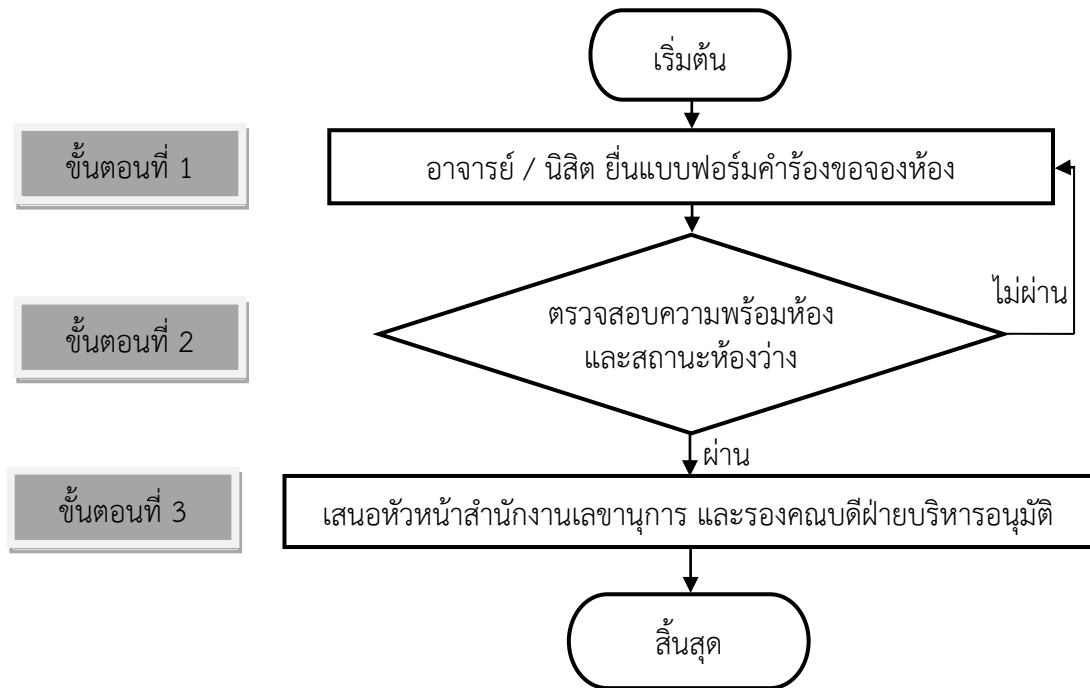 เริ่มต้น
ขั้นตอนที่ 1
อาจารย์ / นิสิต ยื่นแบบฟอร์มคำร้องขอจองห้อง
ไม่ผ่าน
ขั้นตอนที่ 2
ตรวจสอบความพร้อมห้อง
และสถานะห้องว่าง
ผ่าน
ขั้นตอนที่ 3
เสนอหัวหน้าสำนักงานเลขานุการ และรองคณบดีฝ่ายบริหารอนุมัติ
สิ้นสุด